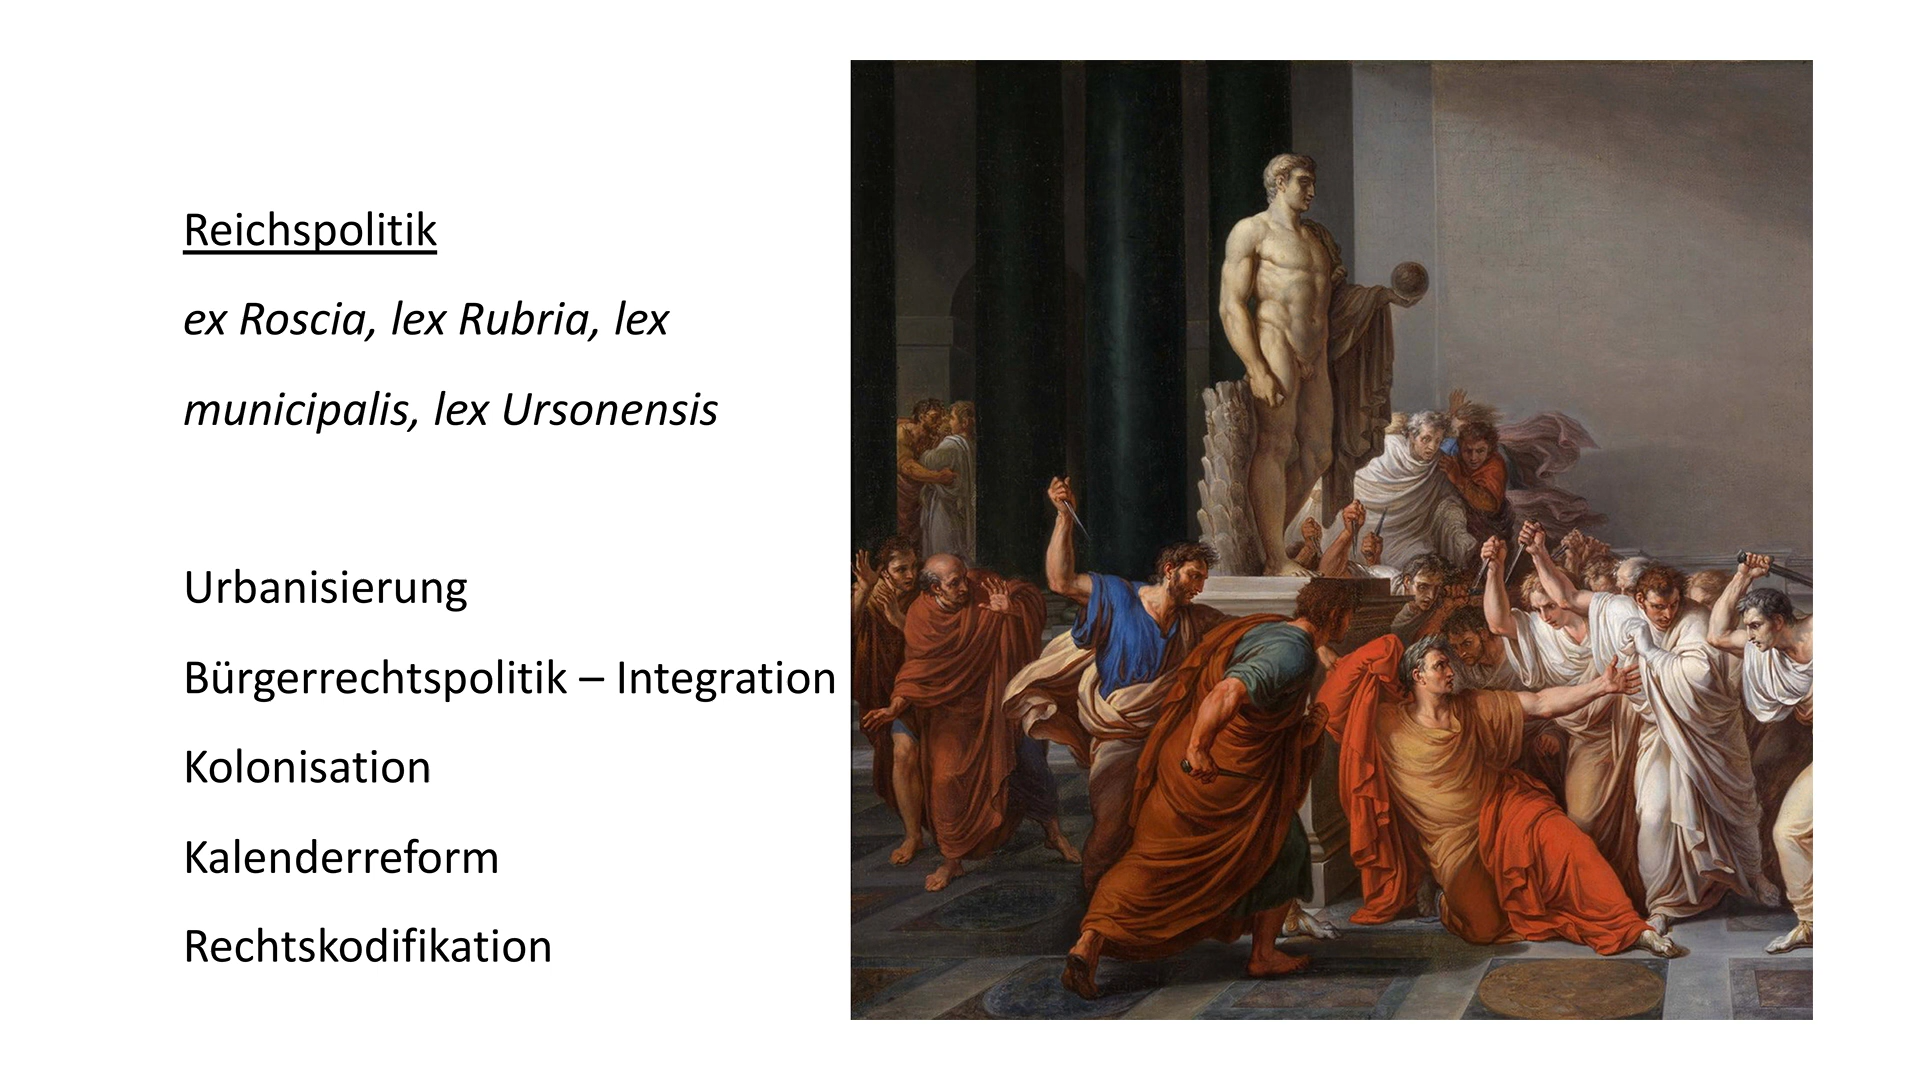 Reichspolitik
ex Roscia, lex Rubria, lex
municipalis, lex Ursonensis
Urbanisierung
Bürgerrechtspolitik – Integration
Kolonisation
Kalenderreform
Rechtskodifikation